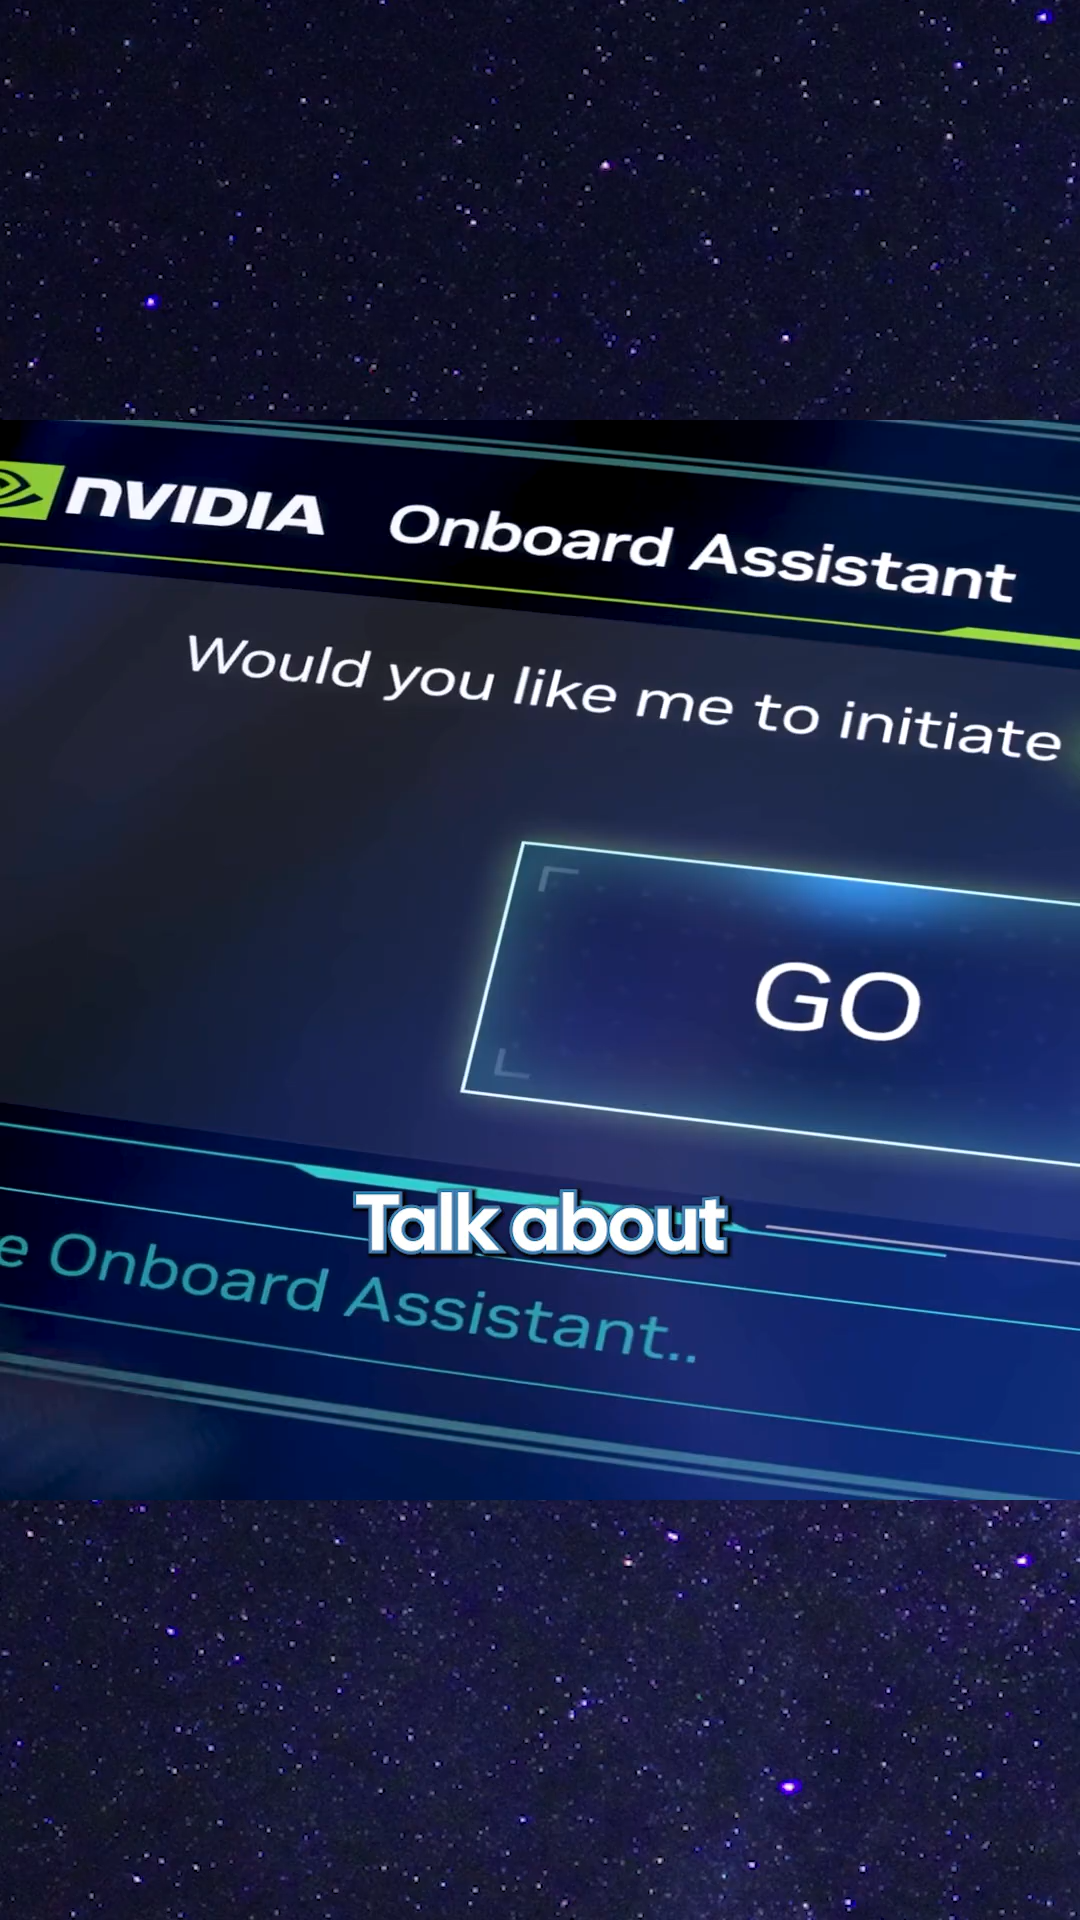 nVIDIA Onboard Assistant
Would you like me to initiate
GO
Talk about
e Onboard Assistant..